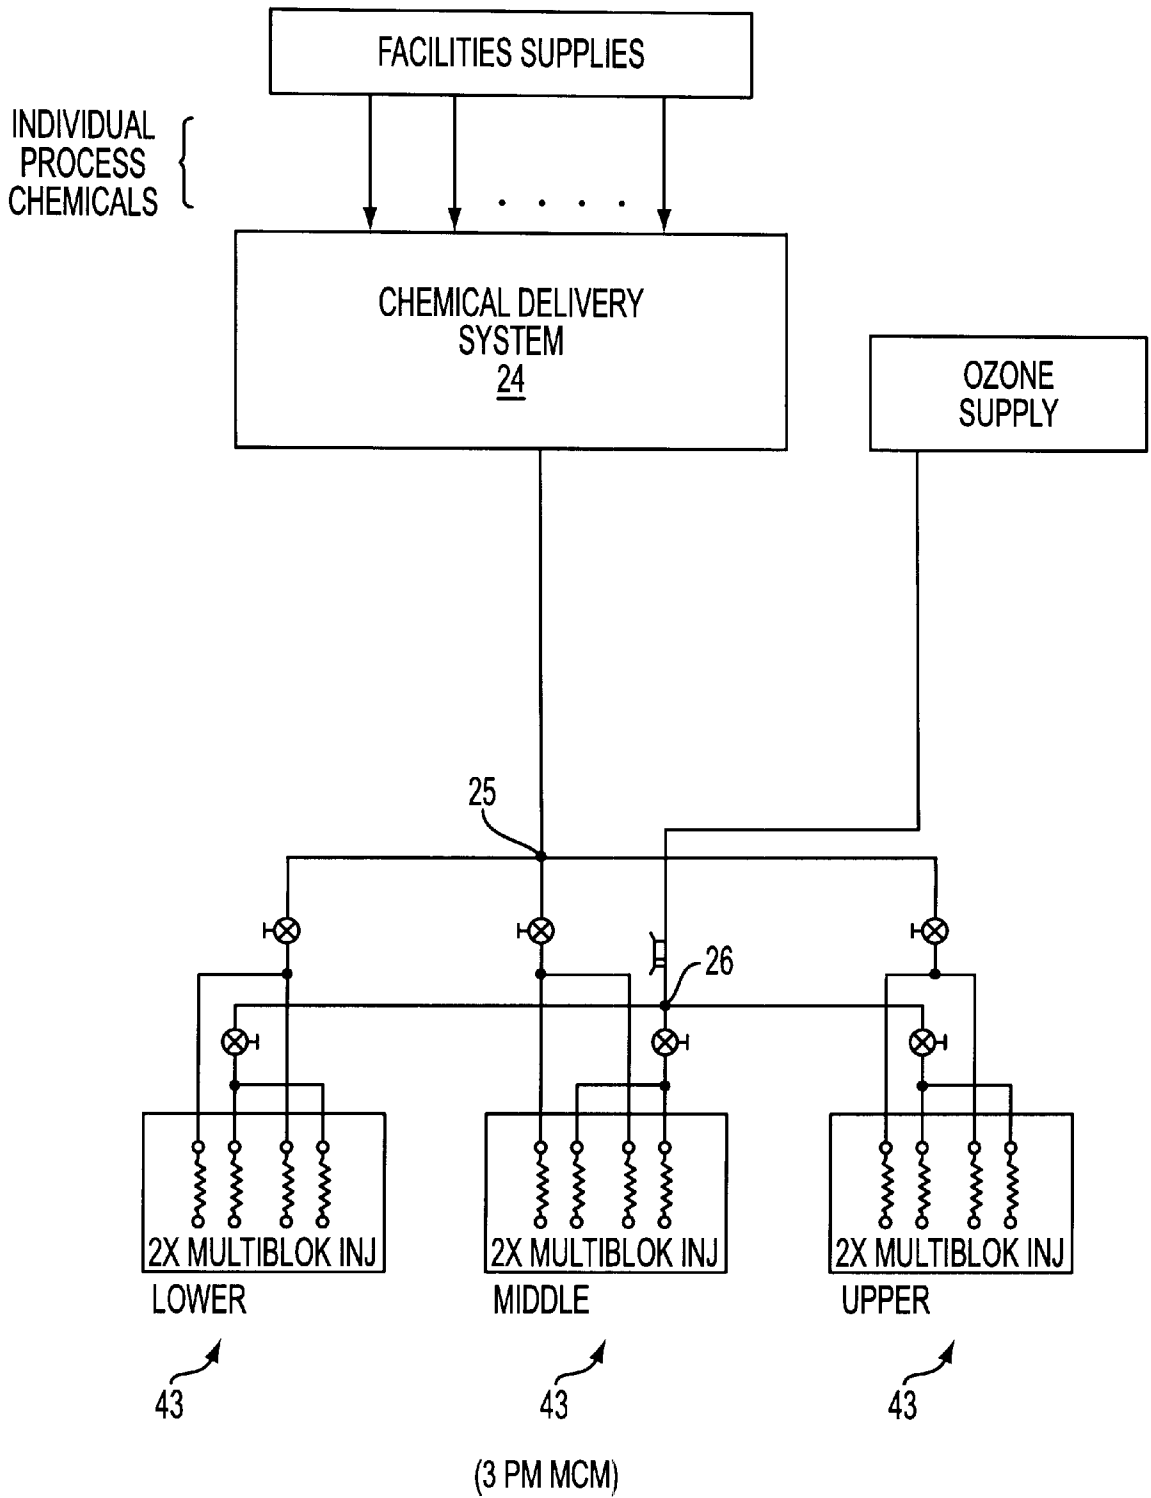 FACILITIES SUPPLIES
INDIVIDUAL
PROCESS
CHEMICALS
CHEMICAL DELIVERY
SYSTEM
24
OZONE
SUPPLY
25
26
2X MULTIBLOK INJ
2X MULTIBLOK INJ
2X MULTIBLOK INJ
LOWER
MIDDLE
UPPER
43
43
43
(3 PM MCM)